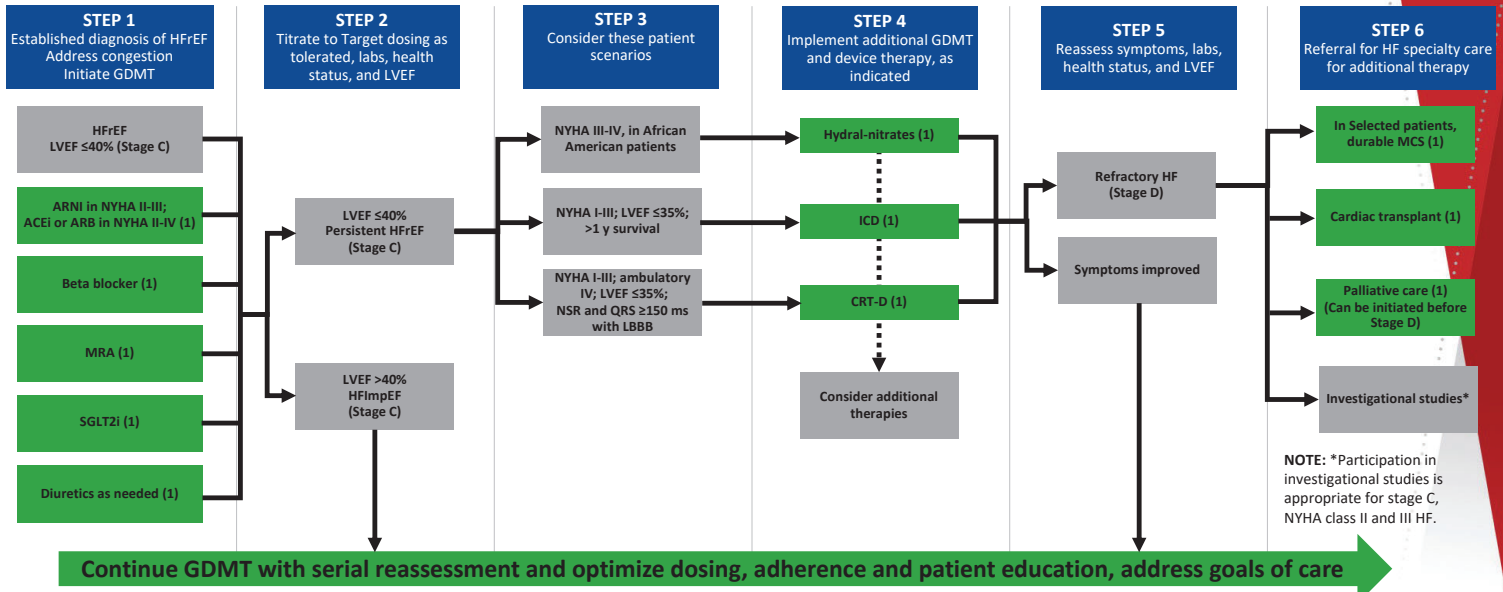 STEP 1
Established diagnosis of HFrEF
Address congestion
Initiate GDMT
HFrEF
LVEF ≤40% (Stage C)
ARNI in NYHA II-III;
ACEi or ARB in NYHA II-IV (1)
Beta blocker (1)
MRA (1)
SGLT2i (1)
Diuretics as needed (1)
STEP 2
Titrate to Target dosing as
tolerated, labs, health
status, and LVEF
LVEF ≤40%
Persistent HFrEF
(Stage C)
LVEF >40%
HFImpEF
(Stage C)
STEP 3
Consider these patient
scenarios
NYHA III-IV, in African
American patients
NYHA I-III; LVEF ≤35%;
>1 y survival
NYHA I-III; ambulatory
IV; LVEF ≤35%;
NSR and QRS ≥150 ms
with LBBB
STEP 4
Implement additional GDMT
and device therapy, as
indicated
Hydral-nitrates (1)
ICD (1)
CRT-D (1)
Consider additional
therapies
STEP 5
Reassess symptoms, labs,
health status, and LVEF
Refractory HF
(Stage D)
Symptoms improved
STEP 6
Referral for HF specialty care
for additional therapy
In Selected patients,
durable MCS (1)
Cardiac transplant (1)
Palliative care (1)
(Can be initiated before
Stage D)
Investigational studies*
NOTE: *Participation in
investigational studies is
appropriate for stage C,
NYHA class II and III HF.
Continue GDMT with serial reassessment and optimize dosing, adherence and patient education, address goals of care